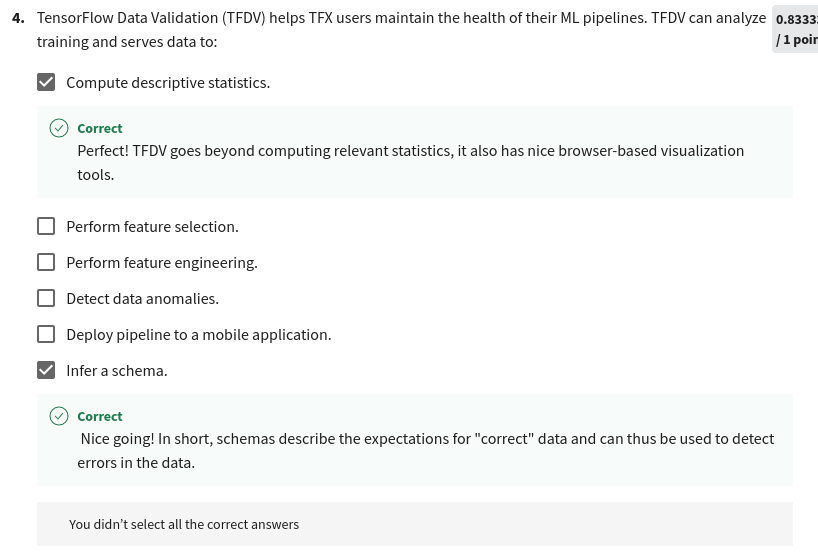 4. TensorFlow Data Validation (TFDV) helps TFX users maintain the health of their ML pipelines. TFDV can analyze
training and serves data to:
0.8333
/ 1 poin
Compute descriptive statistics.
Correct
Perfect! TFDV goes beyond computing relevant statistics, it also has nice browser-based visualization
tools.
Perform feature selection.
Perform feature engineering.
Detect data anomalies.
Deploy pipeline to a mobile application.
Infer a schema.
Correct
Nice going! In short, schemas describe the expectations for "correct" data and can thus be used to detect
errors in the data.
You didn't select all the correct answers